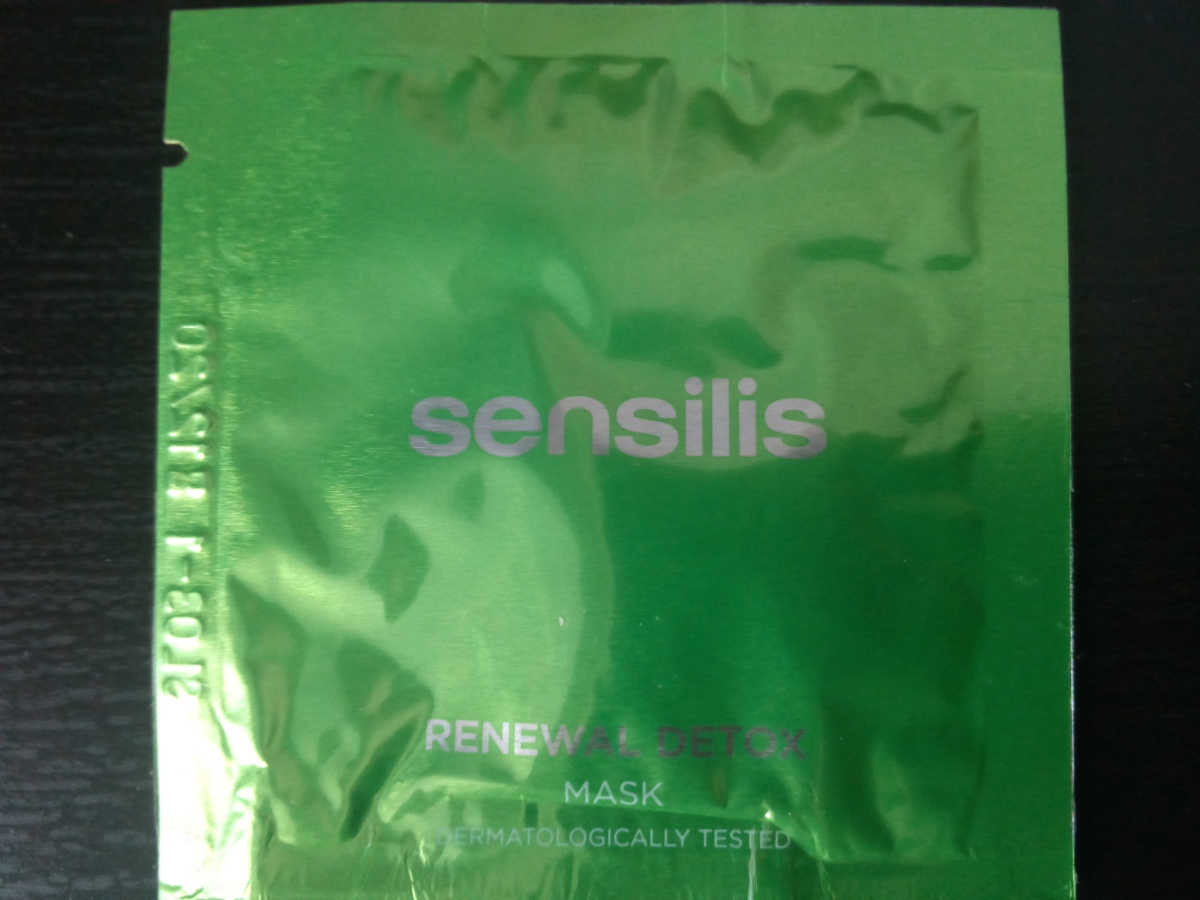 sensilis
RENEWAL DETOX
MASK
DERMATOLOGICALLY TESTED